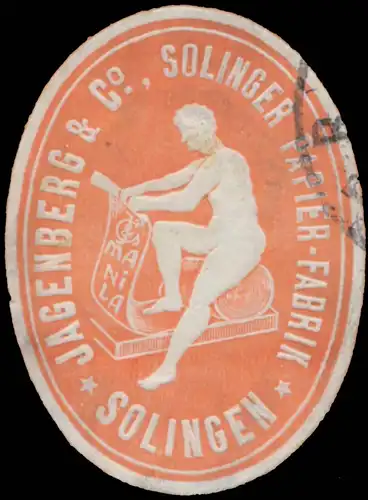 JAGENBERG & Co., SOLINGER PAPIER-FABRIK
★ SOLINGEN ★
MANILA